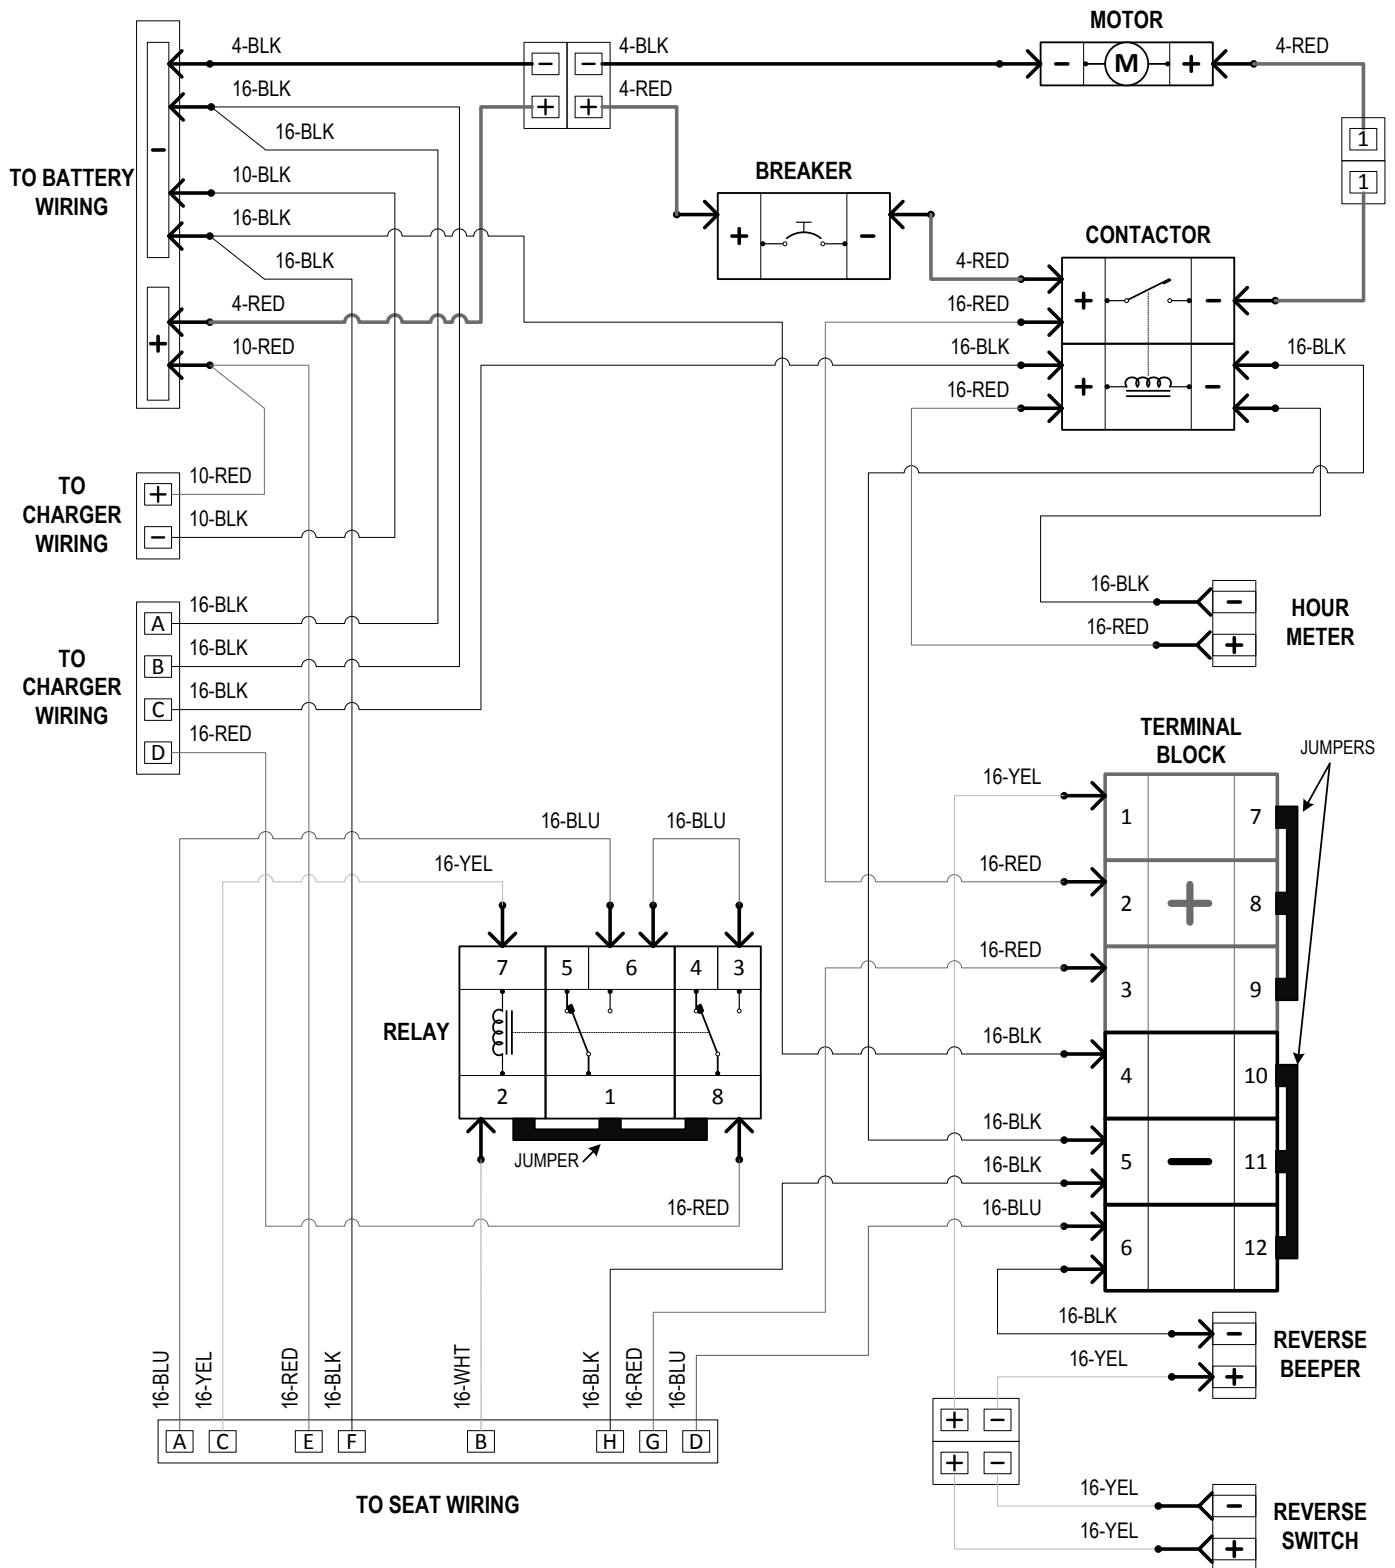 MOTOR
4-BLK
4-BLK
4-RED
−
−
−
M
+
16-BLK
4-RED
+
+
16-BLK
1
−
BREAKER
TO BATTERY
WIRING
10-BLK
1
16-BLK
+
−
CONTACTOR
16-BLK
4-RED
4-RED
16-RED
+
−
+
10-RED
16-BLK
16-BLK
16-RED
+
−
TO
CHARGER
WIRING
10-RED
+
10-BLK
−
16-BLK
−
HOUR
METER
16-RED
+
TO
CHARGER
WIRING
16-BLK
A
16-BLK
B
16-BLK
C
16-RED
D
TERMINAL
BLOCK
JUMPERS
16-YEL
1
7
16-RED
2
+
8
16-RED
3
9
16-BLK
4
10
16-BLK
5
−
11
16-BLK
16-BLU
6
12
16-BLU
16-BLU
16-YEL
7
5
6
4
3
RELAY
2
1
8
JUMPER
16-RED
16-BLK
−
REVERSE
BEEPER
16-YEL
+
16-BLU
16-YEL
16-RED
16-BLK
16-WHT
16-BLK
16-RED
16-BLU
A
C
E
F
B
H
G
D
TO SEAT WIRING
+
−
+
−
16-YEL
−
REVERSE
SWITCH
16-YEL
+